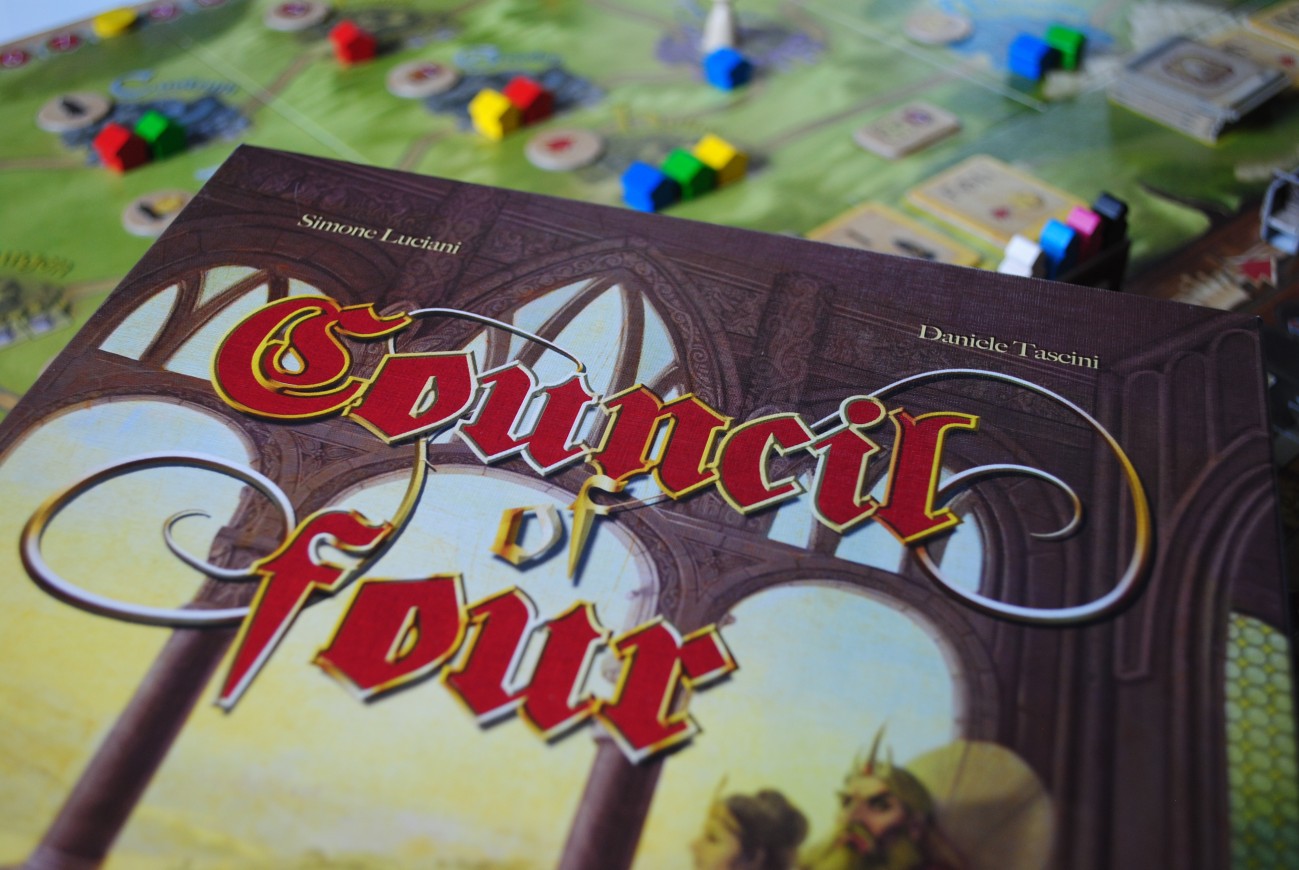 Simone Luciani
Daniele Tascini
Council
of
four